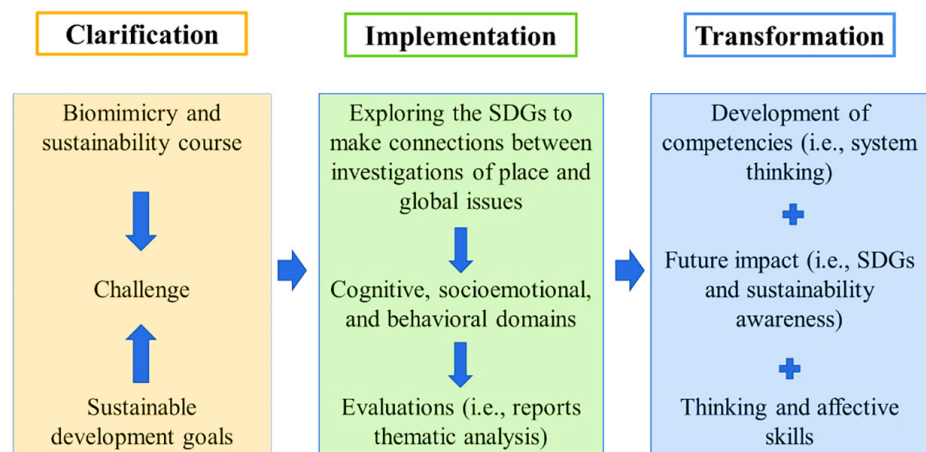 Clarification
Biomimicry and
sustainability course
Challenge
Sustainable
development goals
Implementation
Exploring the SDGs to
make connections between
investigations of place and
global issues
Cognitive, socioemotional,
and behavioral domains
Evaluations (i.e., reports
thematic analysis)
Transformation
Development of
competencies (i.e., system
thinking)
Future impact (i.e., SDGs
and sustainability
awareness)
Thinking and affective
skills